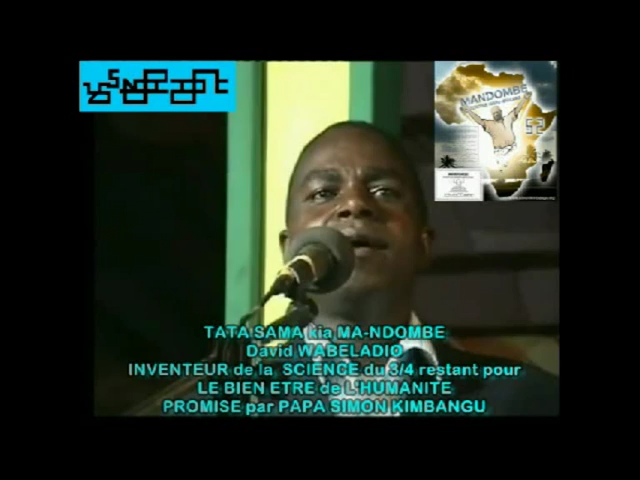 MANDOMBE
TATA SAMA kia MA-NDOMBE
David WABELADIO
INVENTEUR de la SCIENCE du 3/4 restant pour
LE BIEN ETRE de L'HUMANITE
PROMISE par PAPA SIMON KIMBANGU